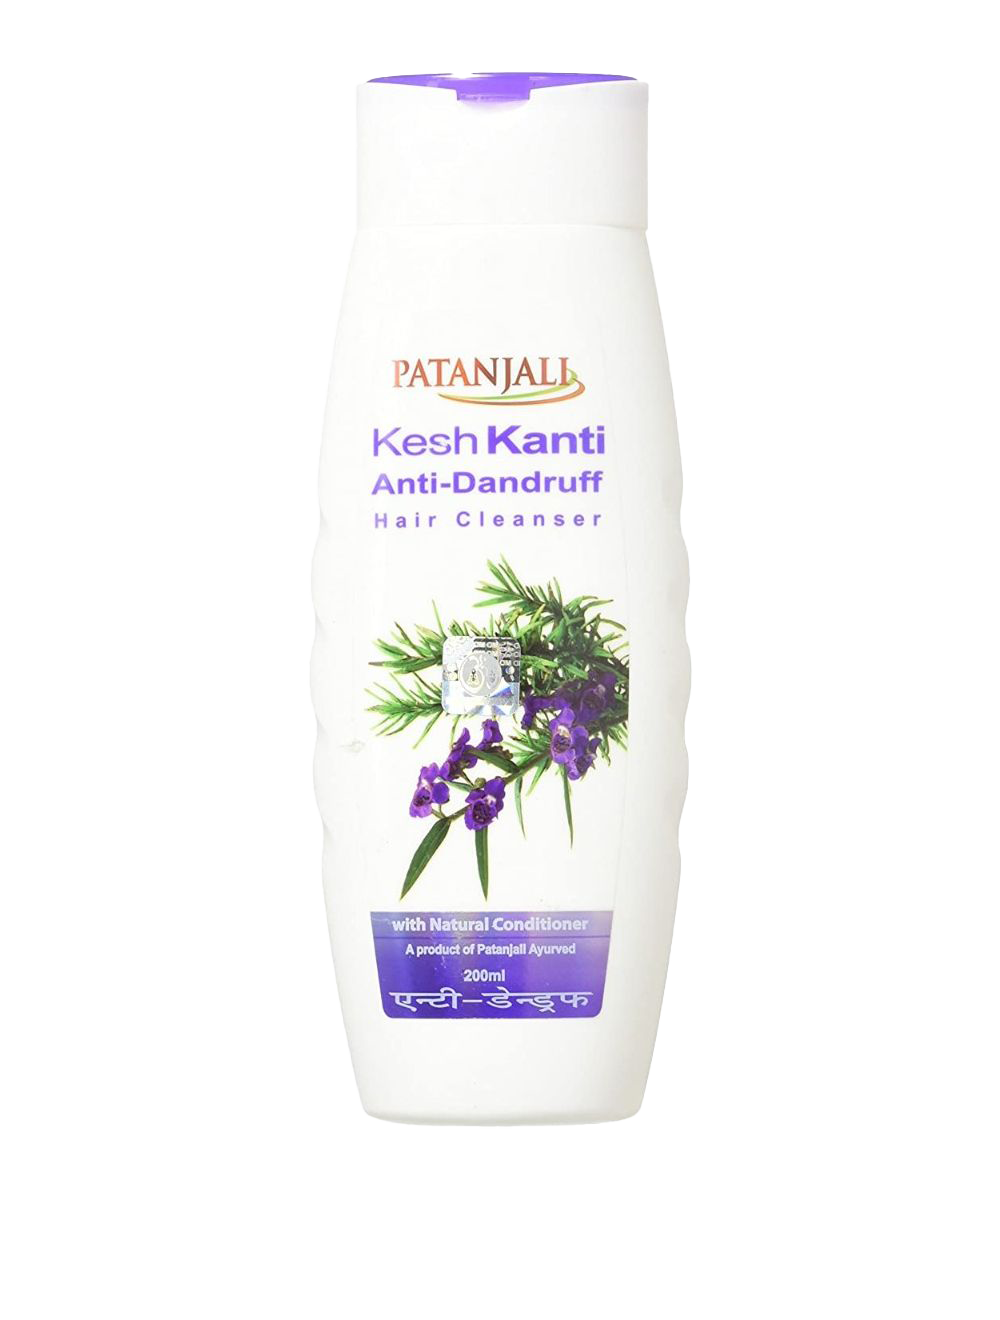 PATANJALI
Kesh Kanti
Anti-Dandruff
Hair Cleanser
with Natural Conditioner
A product of Patanjali Ayurved
200ml
एन्टी-डेन्ड्रफ